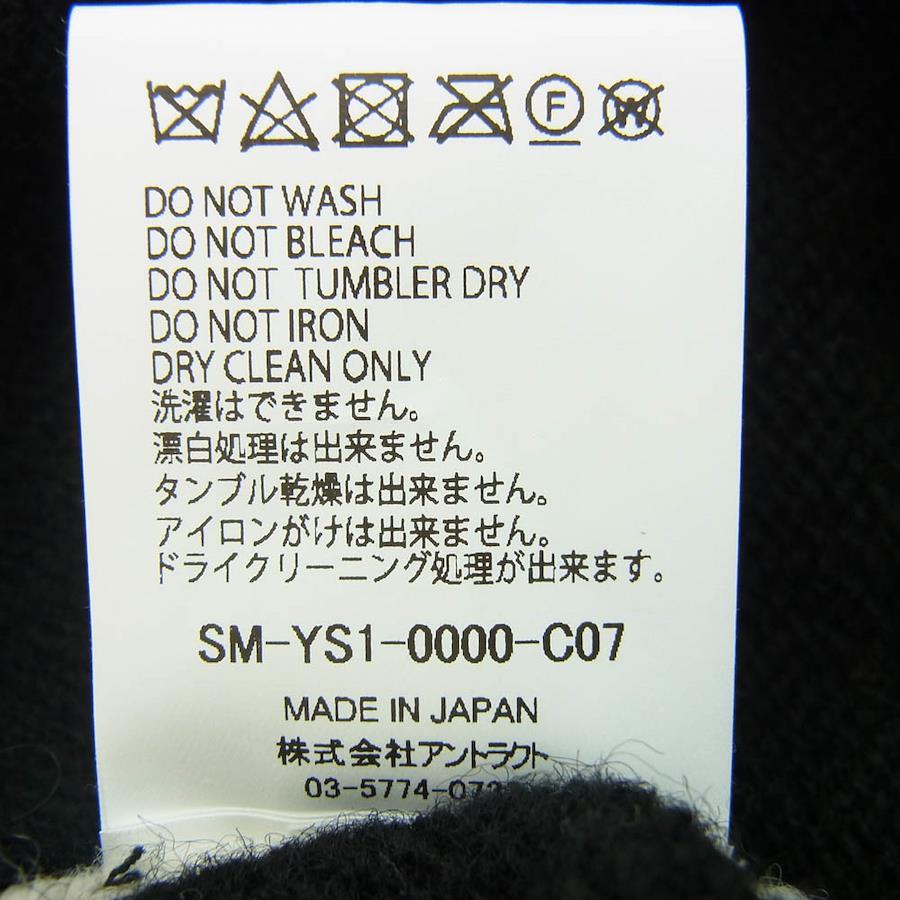 F W
DO NOT WASH
DO NOT BLEACH
DO NOT TUMBLER DRY
DO NOT IRON
DRY CLEAN ONLY
洗濯はできません。
漂白処理は出来ません。
タンブル乾燥は出来ません。
アイロンがけは出来ません。
ドライクリーニング処理が出来ます。
SM-YS1-0000-C07
MADE IN JAPAN
株式会社アントラクト